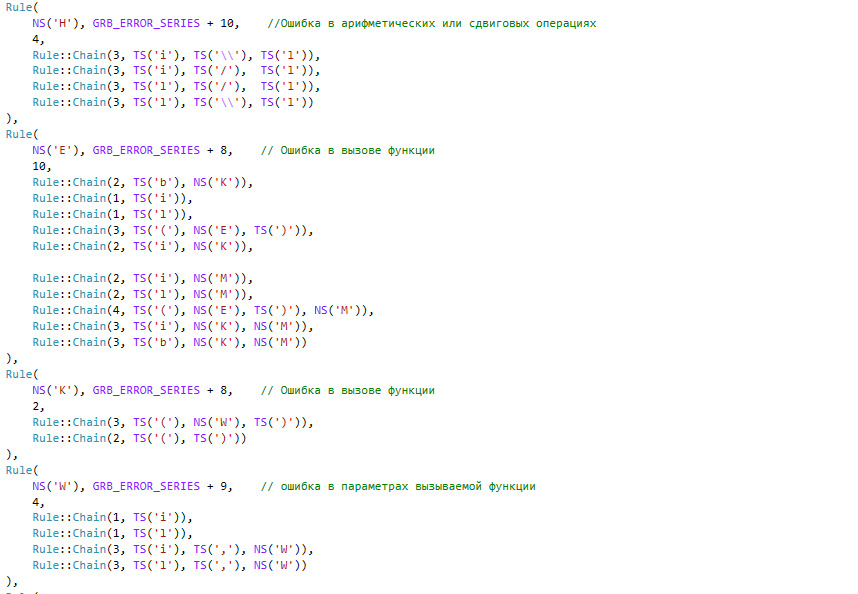 Rule(
    NS('H'), GRB_ERROR_SERIES + 10,    //Ошибка в арифметических или сдвиговых операциях
    4,
    Rule::Chain(3, TS('i'), TS('\\'), TS('l')),
    Rule::Chain(3, TS('i'), TS('/'),  TS('l')),
    Rule::Chain(3, TS('l'), TS('/'),  TS('l')),
    Rule::Chain(3, TS('l'), TS('\\'), TS('l'))
),
Rule(
    NS('E'), GRB_ERROR_SERIES + 8,    // Ошибка в вызове функции
    10,
    Rule::Chain(2, TS('b'), NS('K')),
    Rule::Chain(1, TS('i')),
    Rule::Chain(1, TS('l')),
    Rule::Chain(3, TS('('), NS('E'), TS(')')),
    Rule::Chain(2, TS('i'), NS('K')),

    Rule::Chain(2, TS('i'), NS('M')),
    Rule::Chain(2, TS('l'), NS('M')),
    Rule::Chain(4, TS('('), NS('E'), TS(')'), NS('M')),
    Rule::Chain(3, TS('i'), NS('K'), NS('M')),
    Rule::Chain(3, TS('b'), NS('K'), NS('M'))
),
Rule(
    NS('K'), GRB_ERROR_SERIES + 8,    // Ошибка в вызове функции
    2,
    Rule::Chain(3, TS('('), NS('W'), TS(')')),
    Rule::Chain(2, TS('('), TS(')'))
),
Rule(
    NS('W'), GRB_ERROR_SERIES + 9,    // ошибка в параметрах вызываемой функции
    4,
    Rule::Chain(1, TS('i')),
    Rule::Chain(1, TS('l')),
    Rule::Chain(3, TS('i'), TS(','), NS('W')),
    Rule::Chain(3, TS('l'), TS(','), NS('W'))
),